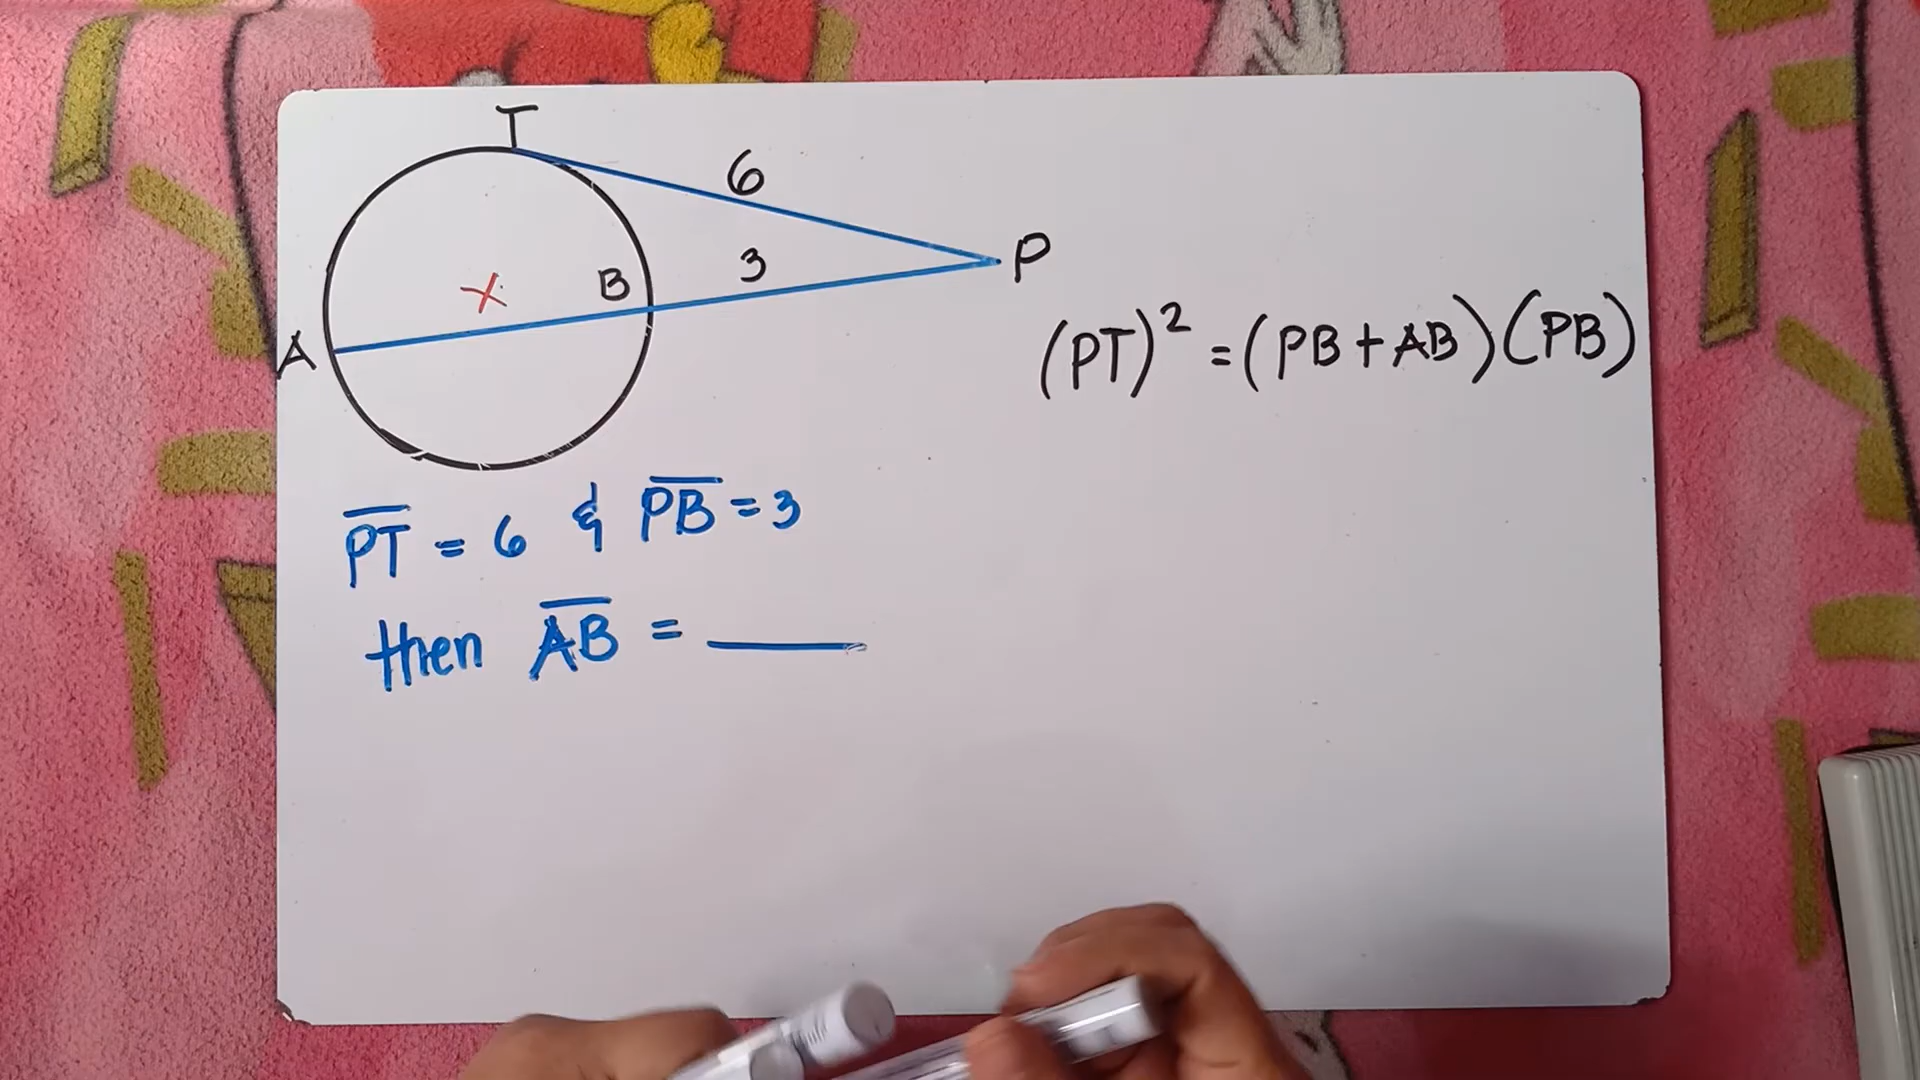 T
6
P
3
B
A
(PT)² = (PB + AB)(PB)
PT = 6 & PB = 3
then AB = ____